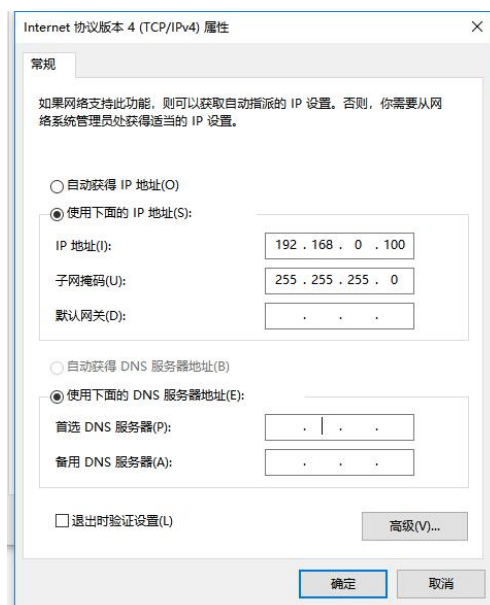 Internet 协议版本 4 (TCP/IPv4) 属性
常规
如果网络支持此功能，则可以获取自动指派的 IP 设置。否则，你需要从网
络系统管理员处获得适当的 IP 设置。
自动获得 IP 地址(O)
使用下面的 IP 地址(S):
IP 地址(I): 192 . 168 . 0 . 100
子网掩码(U): 255 . 255 . 255 . 0
默认网关(D): . . .
自动获得 DNS 服务器地址(B)
使用下面的 DNS 服务器地址(E):
首选 DNS 服务器(P): . . .
备用 DNS 服务器(A): . . .
退出时验证设置(L)
高级(V)...
确定 取消